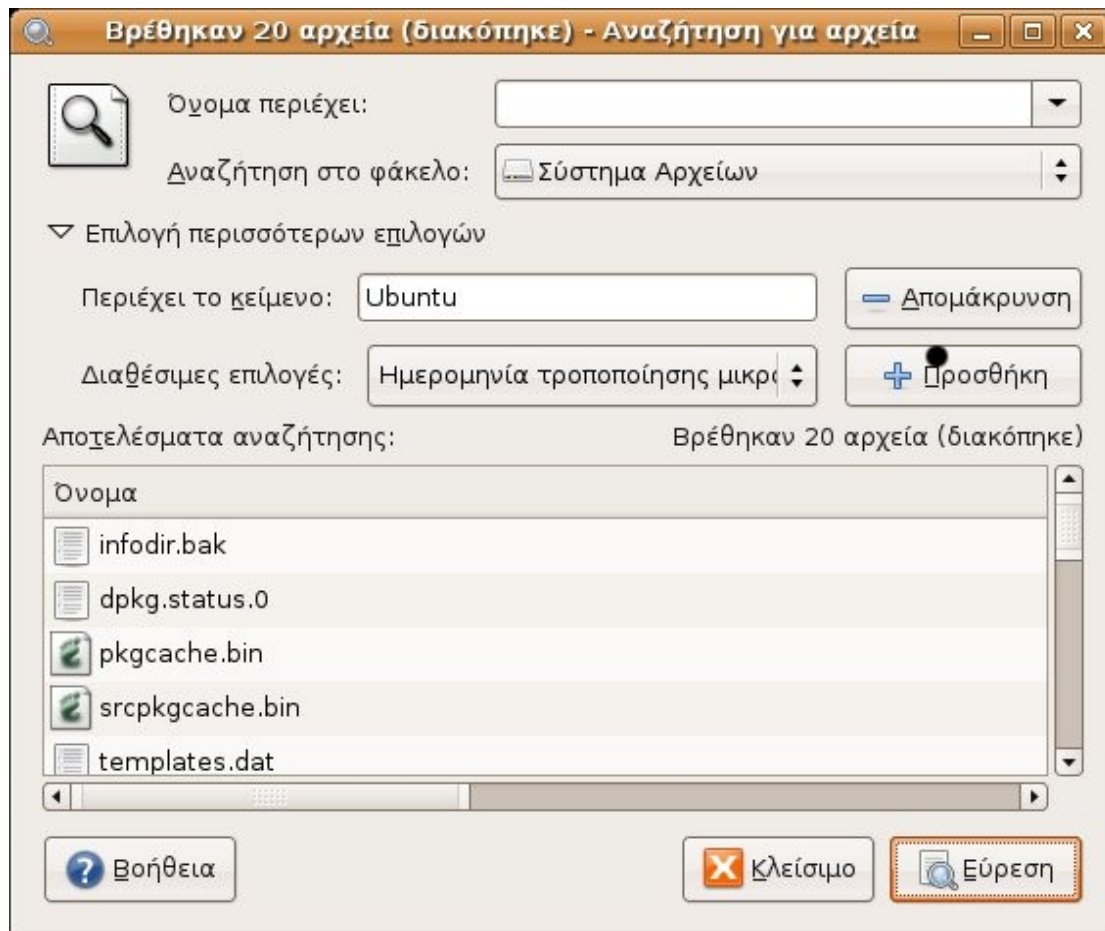 Βρέθηκαν 20 αρχεία (διακόπηκε) - Αναζήτηση για αρχεία
Όνομα περιέχει:
Αναζήτηση στο φάκελο: Σύστημα Αρχείων
Επιλογή περισσότερων επιλογών
Περιέχει το κείμενο: Ubuntu Απομάκρυνση
Διαθέσιμες επιλογές: Ημερομηνία τροποποίησης Προσθήκη
Αποτελέσματα αναζήτησης: Βρέθηκαν 20 αρχεία (διακόπηκε)
Όνομα
infodir.bak
dpkg.status.0
pkgcache.bin
srcpkgcache.bin
templates.dat
Βοήθεια Κλείσιμο Εύρεση